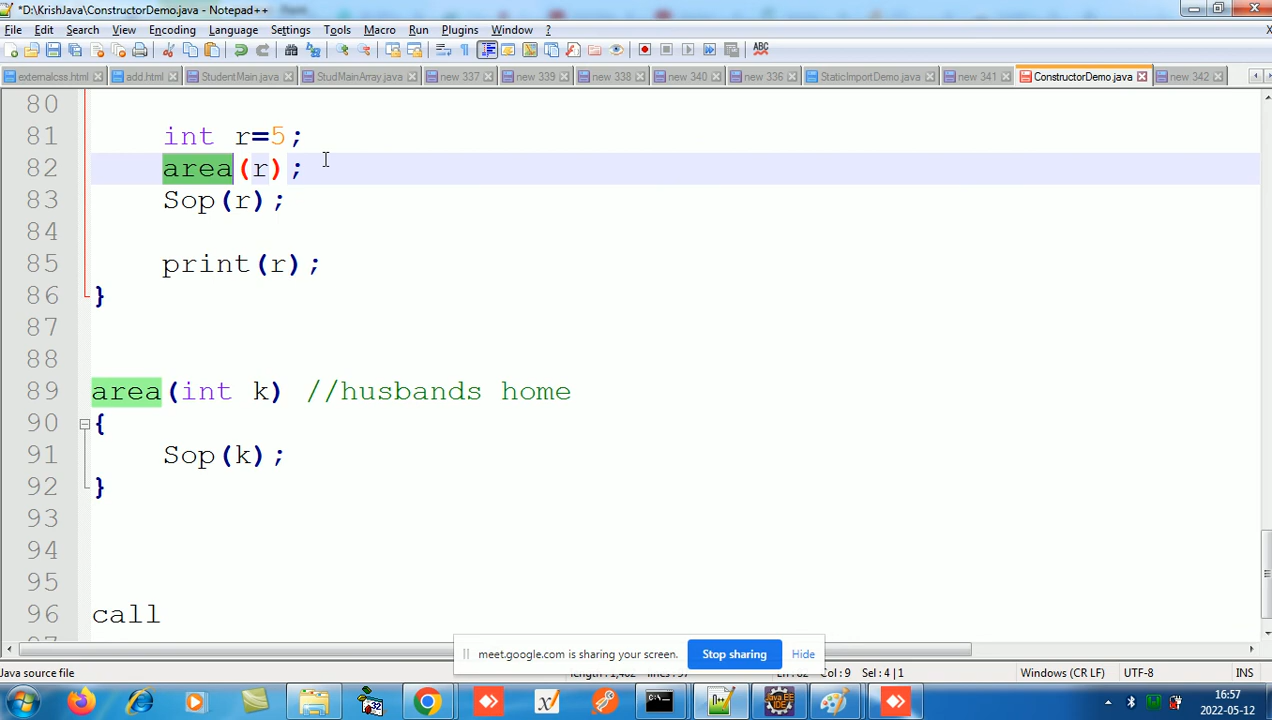 *D:\KrishJava\ConstructorDemo.java - Notepad++
File Edit Search View Encoding Language Settings Tools Macro Run Plugins Window ?
externalcss.html add.html StudentMain.java StudMainArray.java new 337 new 339 new 338 new 340 new 336 StaticImportDemo.java new 341 ConstructorDemo.java new 342
80
81 int r=5;
82 area(r);
83 Sop(r);
84
85 print(r);
86 }
87
88
89 area(int k) //husbands home
90 {
91 Sop(k);
92 }
93
94
95
96 call
meet.google.com is sharing your screen. Stop sharing Hide
Java source file Col : 9 Sel : 4 | 1 Windows (CR LF) UTF-8 INS
16:57
2022-05-12